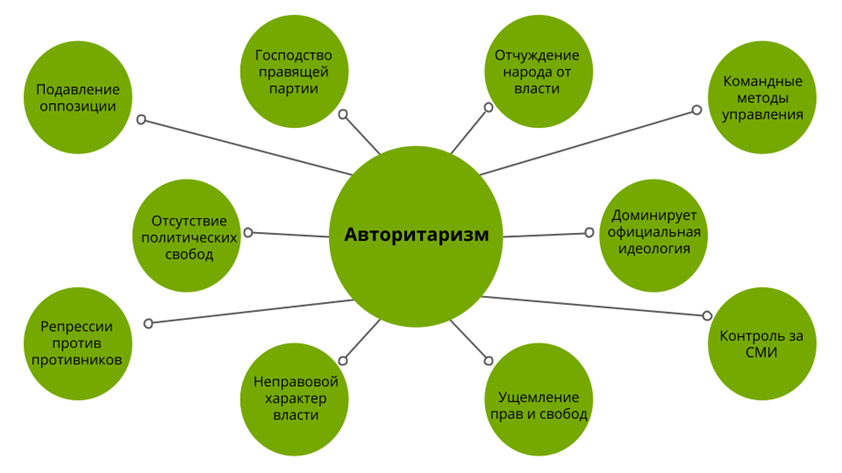 Подавление
оппозиции
Господство
правящей
партии
Отчуждение
народа от
власти
Командные
методы
управления
Отсутствие
политических
свобод
Авторитаризм
Доминирует
официальная
идеология
Репрессии
против
противников
Неправовой
характер
власти
Ущемление
прав и свобод
Контроль за
СМИ